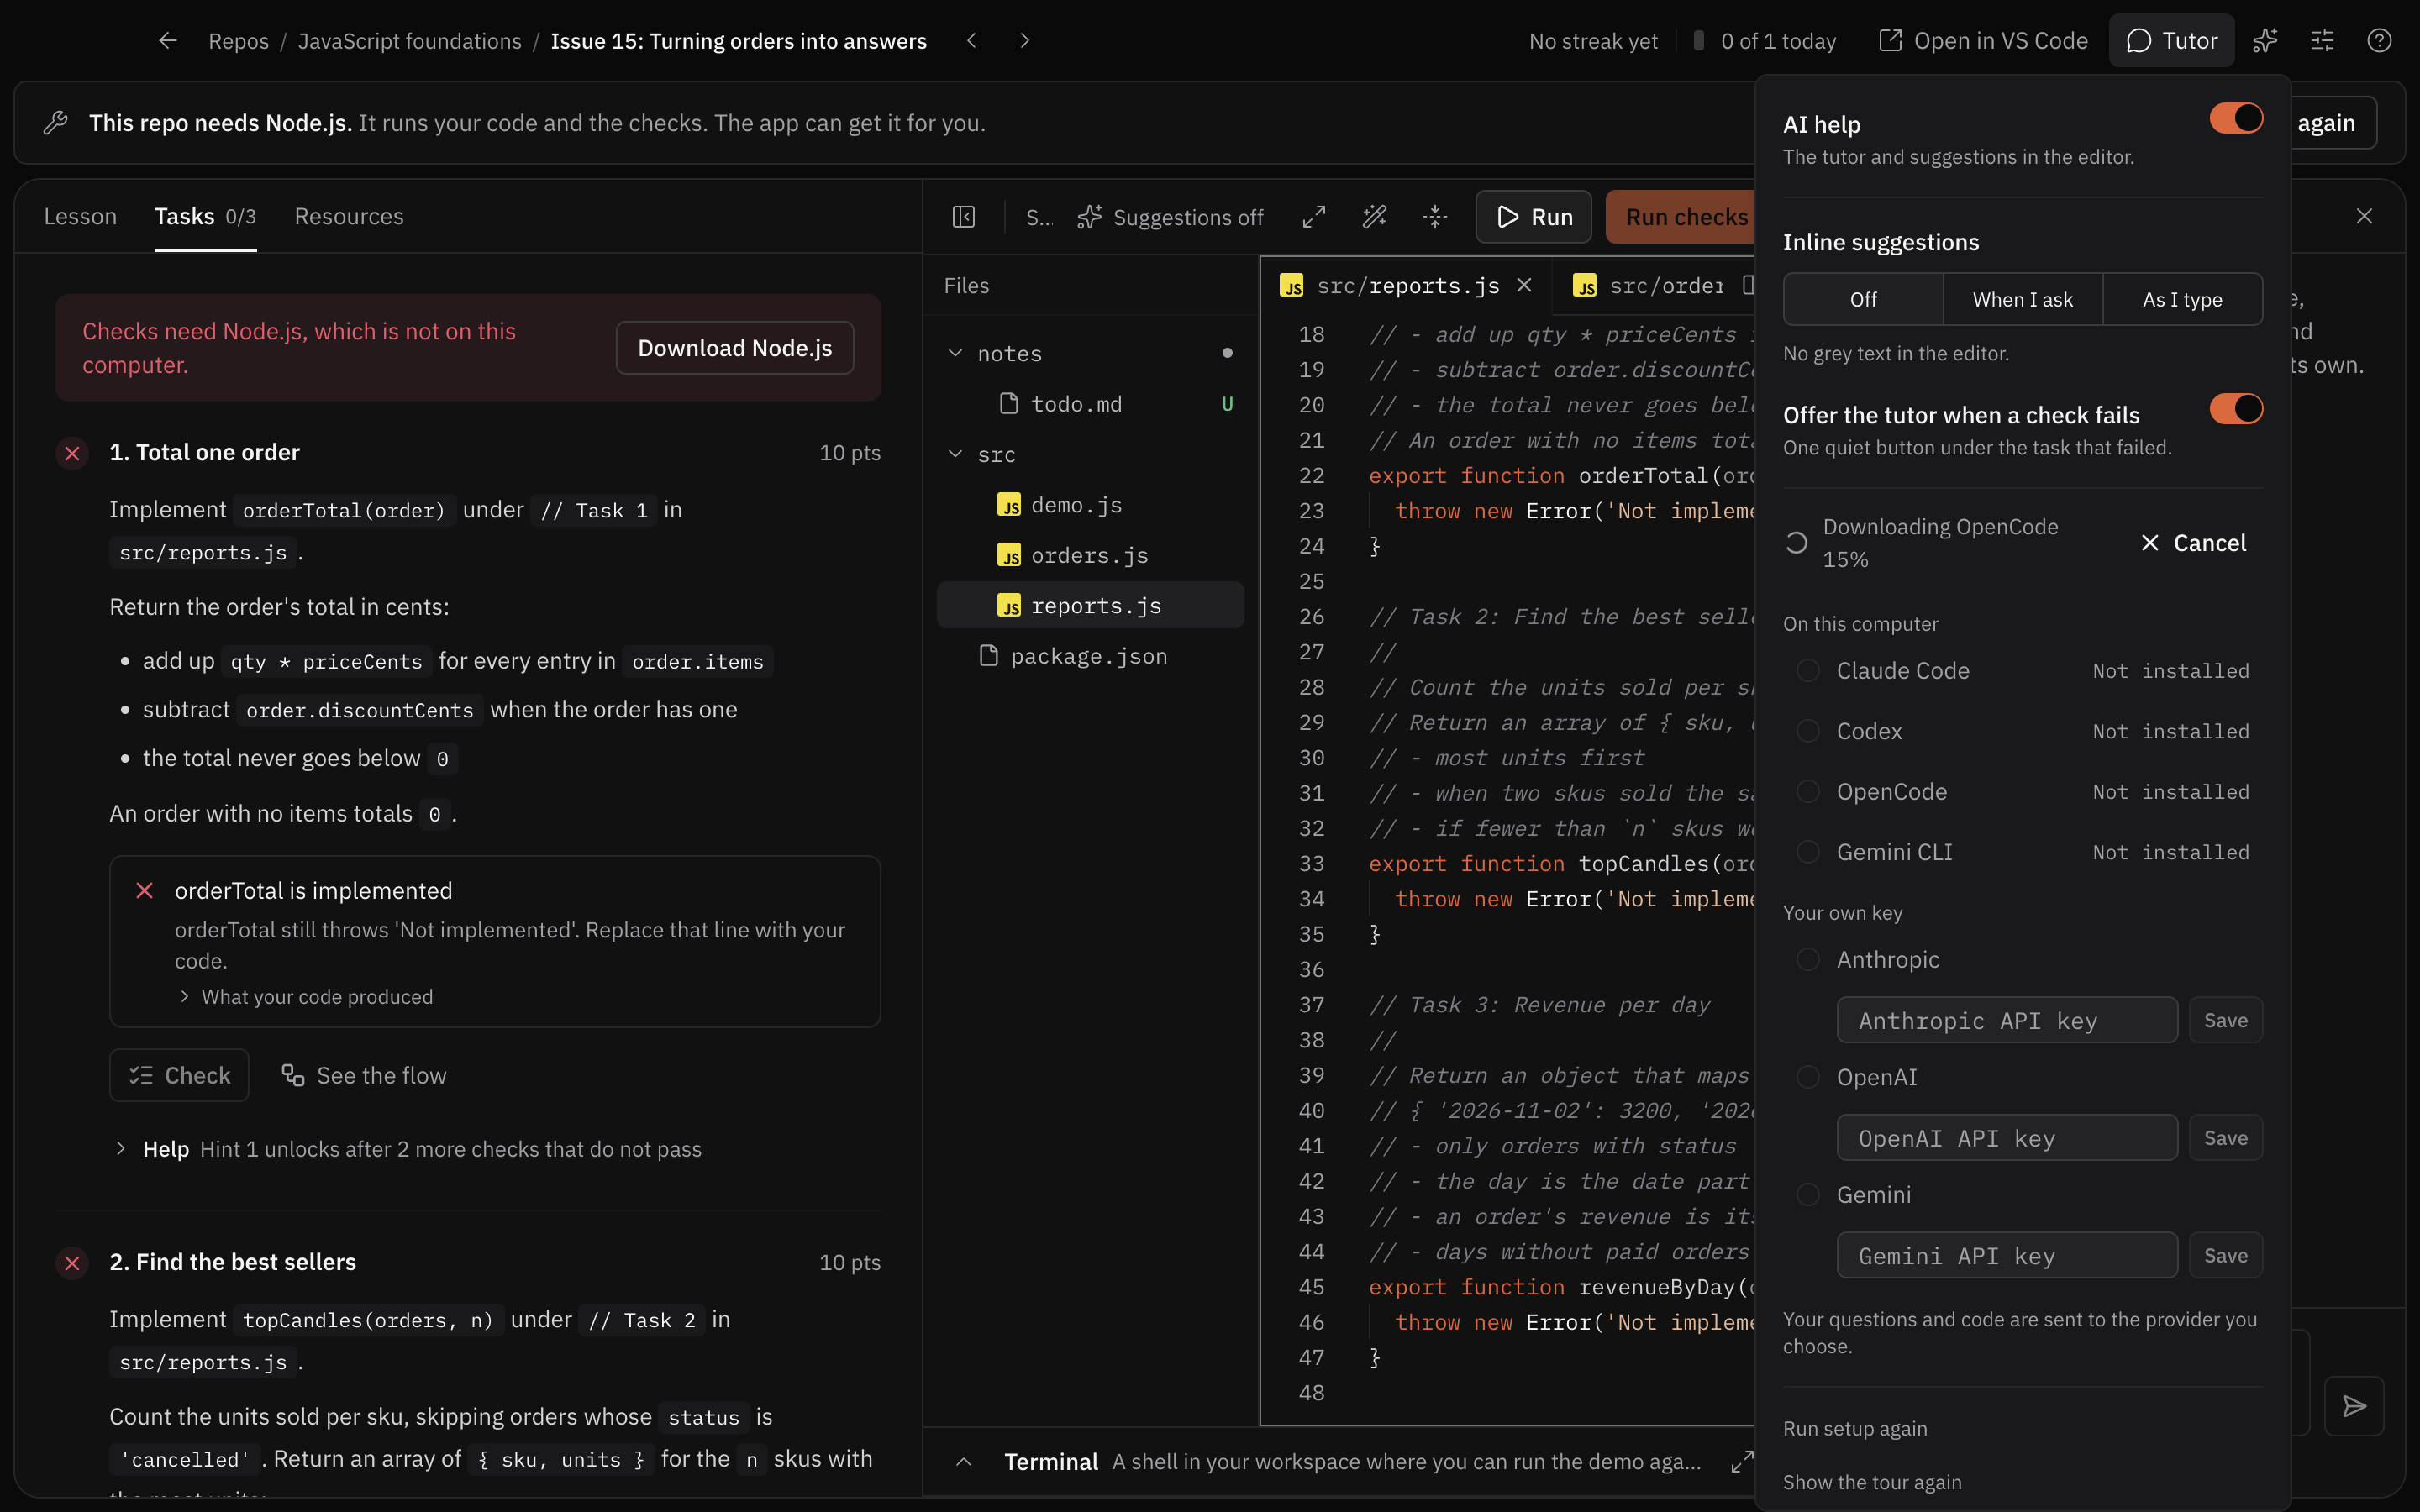 Repos / JavaScript foundations / Issue 15: Turning orders into answers
No streak yet
0 of 1 today
Open in VS Code
Tutor
This repo needs Node.js. It runs your code and the checks. The app can get it for you.
again
Lesson
Tasks 0/3
Resources
Checks need Node.js, which is not on this
computer.
Download Node.js
1. Total one order
10 pts
Implement orderTotal(order) under // Task 1 in
src/reports.js .
Return the order's total in cents:
• add up qty * priceCents for every entry in order.items
• subtract order.discountCents when the order has one
• the total never goes below 0
An order with no items totals 0 .
orderTotal is implemented
orderTotal still throws 'Not implemented'. Replace that line with your
code.
What your code produced
Check
See the flow
Help Hint 1 unlocks after 2 more checks that do not pass
2. Find the best sellers
10 pts
Implement topCandles(orders, n) under // Task 2 in
src/reports.js .
Count the units sold per sku, skipping orders whose status is
'cancelled' . Return an array of { sku, units } for the n skus with
S...
Suggestions off
Run
Run checks
Files
notes
todo.md
U
src
JS demo.js
JS orders.js
JS reports.js
package.json
JS src/reports.js
JS src/order
18 // - add up qty * priceCents
19 // - subtract order.discountCe
20 // - the total never goes belo
21 // An order with no items tota
22 export function orderTotal(ord
23 throw new Error('Not impleme
24 }
25
26 // Task 2: Find the best selle
27 //
28 // Count the units sold per s
29 // Return an array of { sku,
30 // - most units first
31 // - when two skus sold the sa
32 // - if fewer than `n` skus we
33 export function topCandles(ord
34 throw new Error('Not impleme
35 }
36
37 // Task 3: Revenue per day
38 //
39 // Return an object that maps
40 // { '2026-11-02': 3200, '202
41 // - only orders with status
42 // - the day is the date part
43 // - an order's revenue is its
44 // - days without paid orders
45 export function revenueByDay(
46 throw new Error('Not impleme
47 }
48
Terminal A shell in your workspace where you can run the demo aga...
AI help
The tutor and suggestions in the editor.
Inline suggestions
Off
When I ask
As I type
No grey text in the editor.
Offer the tutor when a check fails
One quiet button under the task that failed.
Downloading OpenCode
15%
Cancel
On this computer
Claude Code Not installed
Codex Not installed
OpenCode Not installed
Gemini CLI Not installed
Your own key
Anthropic
Anthropic API key Save
OpenAI
OpenAI API key Save
Gemini
Gemini API key Save
Your questions and code are sent to the provider you
choose.
Run setup again
Show the tour again
ts own.